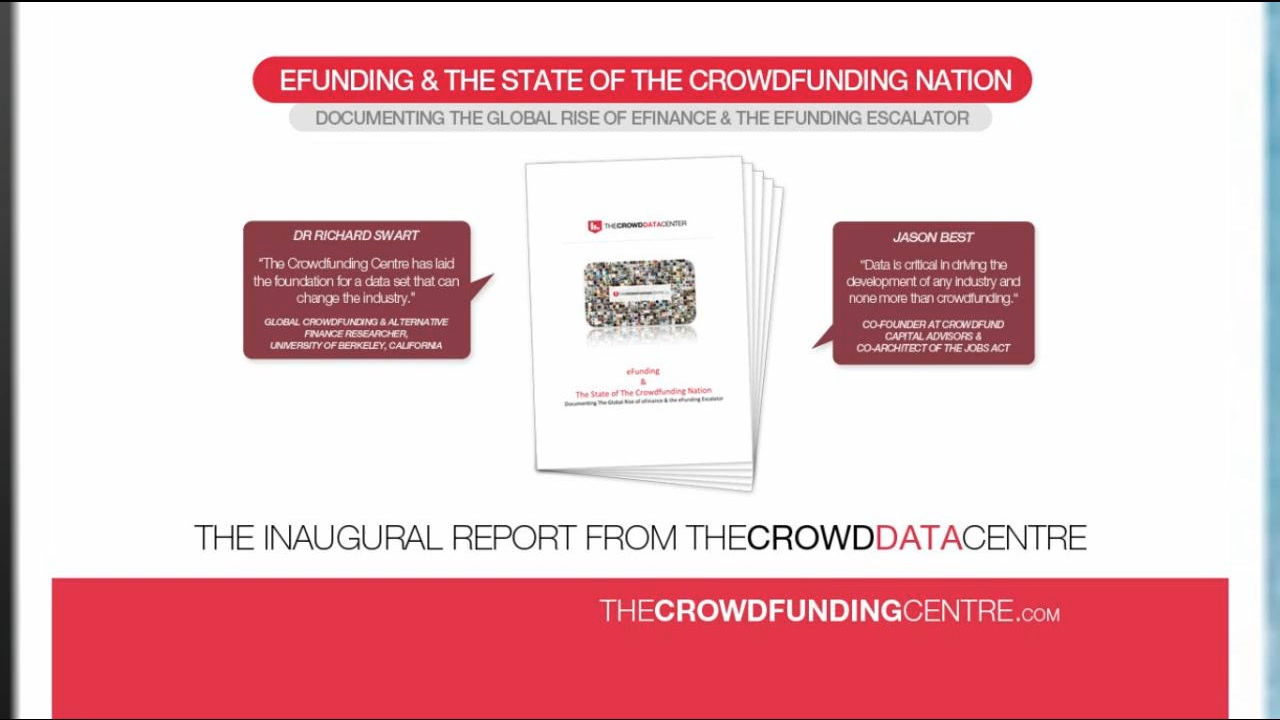 EFUNDING & THE STATE OF THE CROWDFUNDING NATION
DOCUMENTING THE GLOBAL RISE OF EFINANCE & THE EFUNDING ESCALATOR
DR RICHARD SWART
"The Crowdfunding Centre has laid
the foundation for a data set that can
change the industry."
GLOBAL CROWDFUNDING & ALTERNATIVE
FINANCE RESEARCHER,
UNIVERSITY OF BERKELEY, CALIFORNIA
THECROWDDATACENTER
THECROWDFUNDINGCENTRE
eFunding
&
The State of The Crowdfunding Nation
Documenting The Global Rise of eFinance & the eFunding Escalator
JASON BEST
"Data is critical in driving the
development of any industry and
none more than crowdfunding."
CO-FOUNDER AT CROWDFUND
CAPITAL ADVISORS &
CO-ARCHITECT OF THE JOBS ACT
THE INAUGURAL REPORT FROM THECROWDDATACENTRE
THECROWDFUNDINGCENTRE.COM